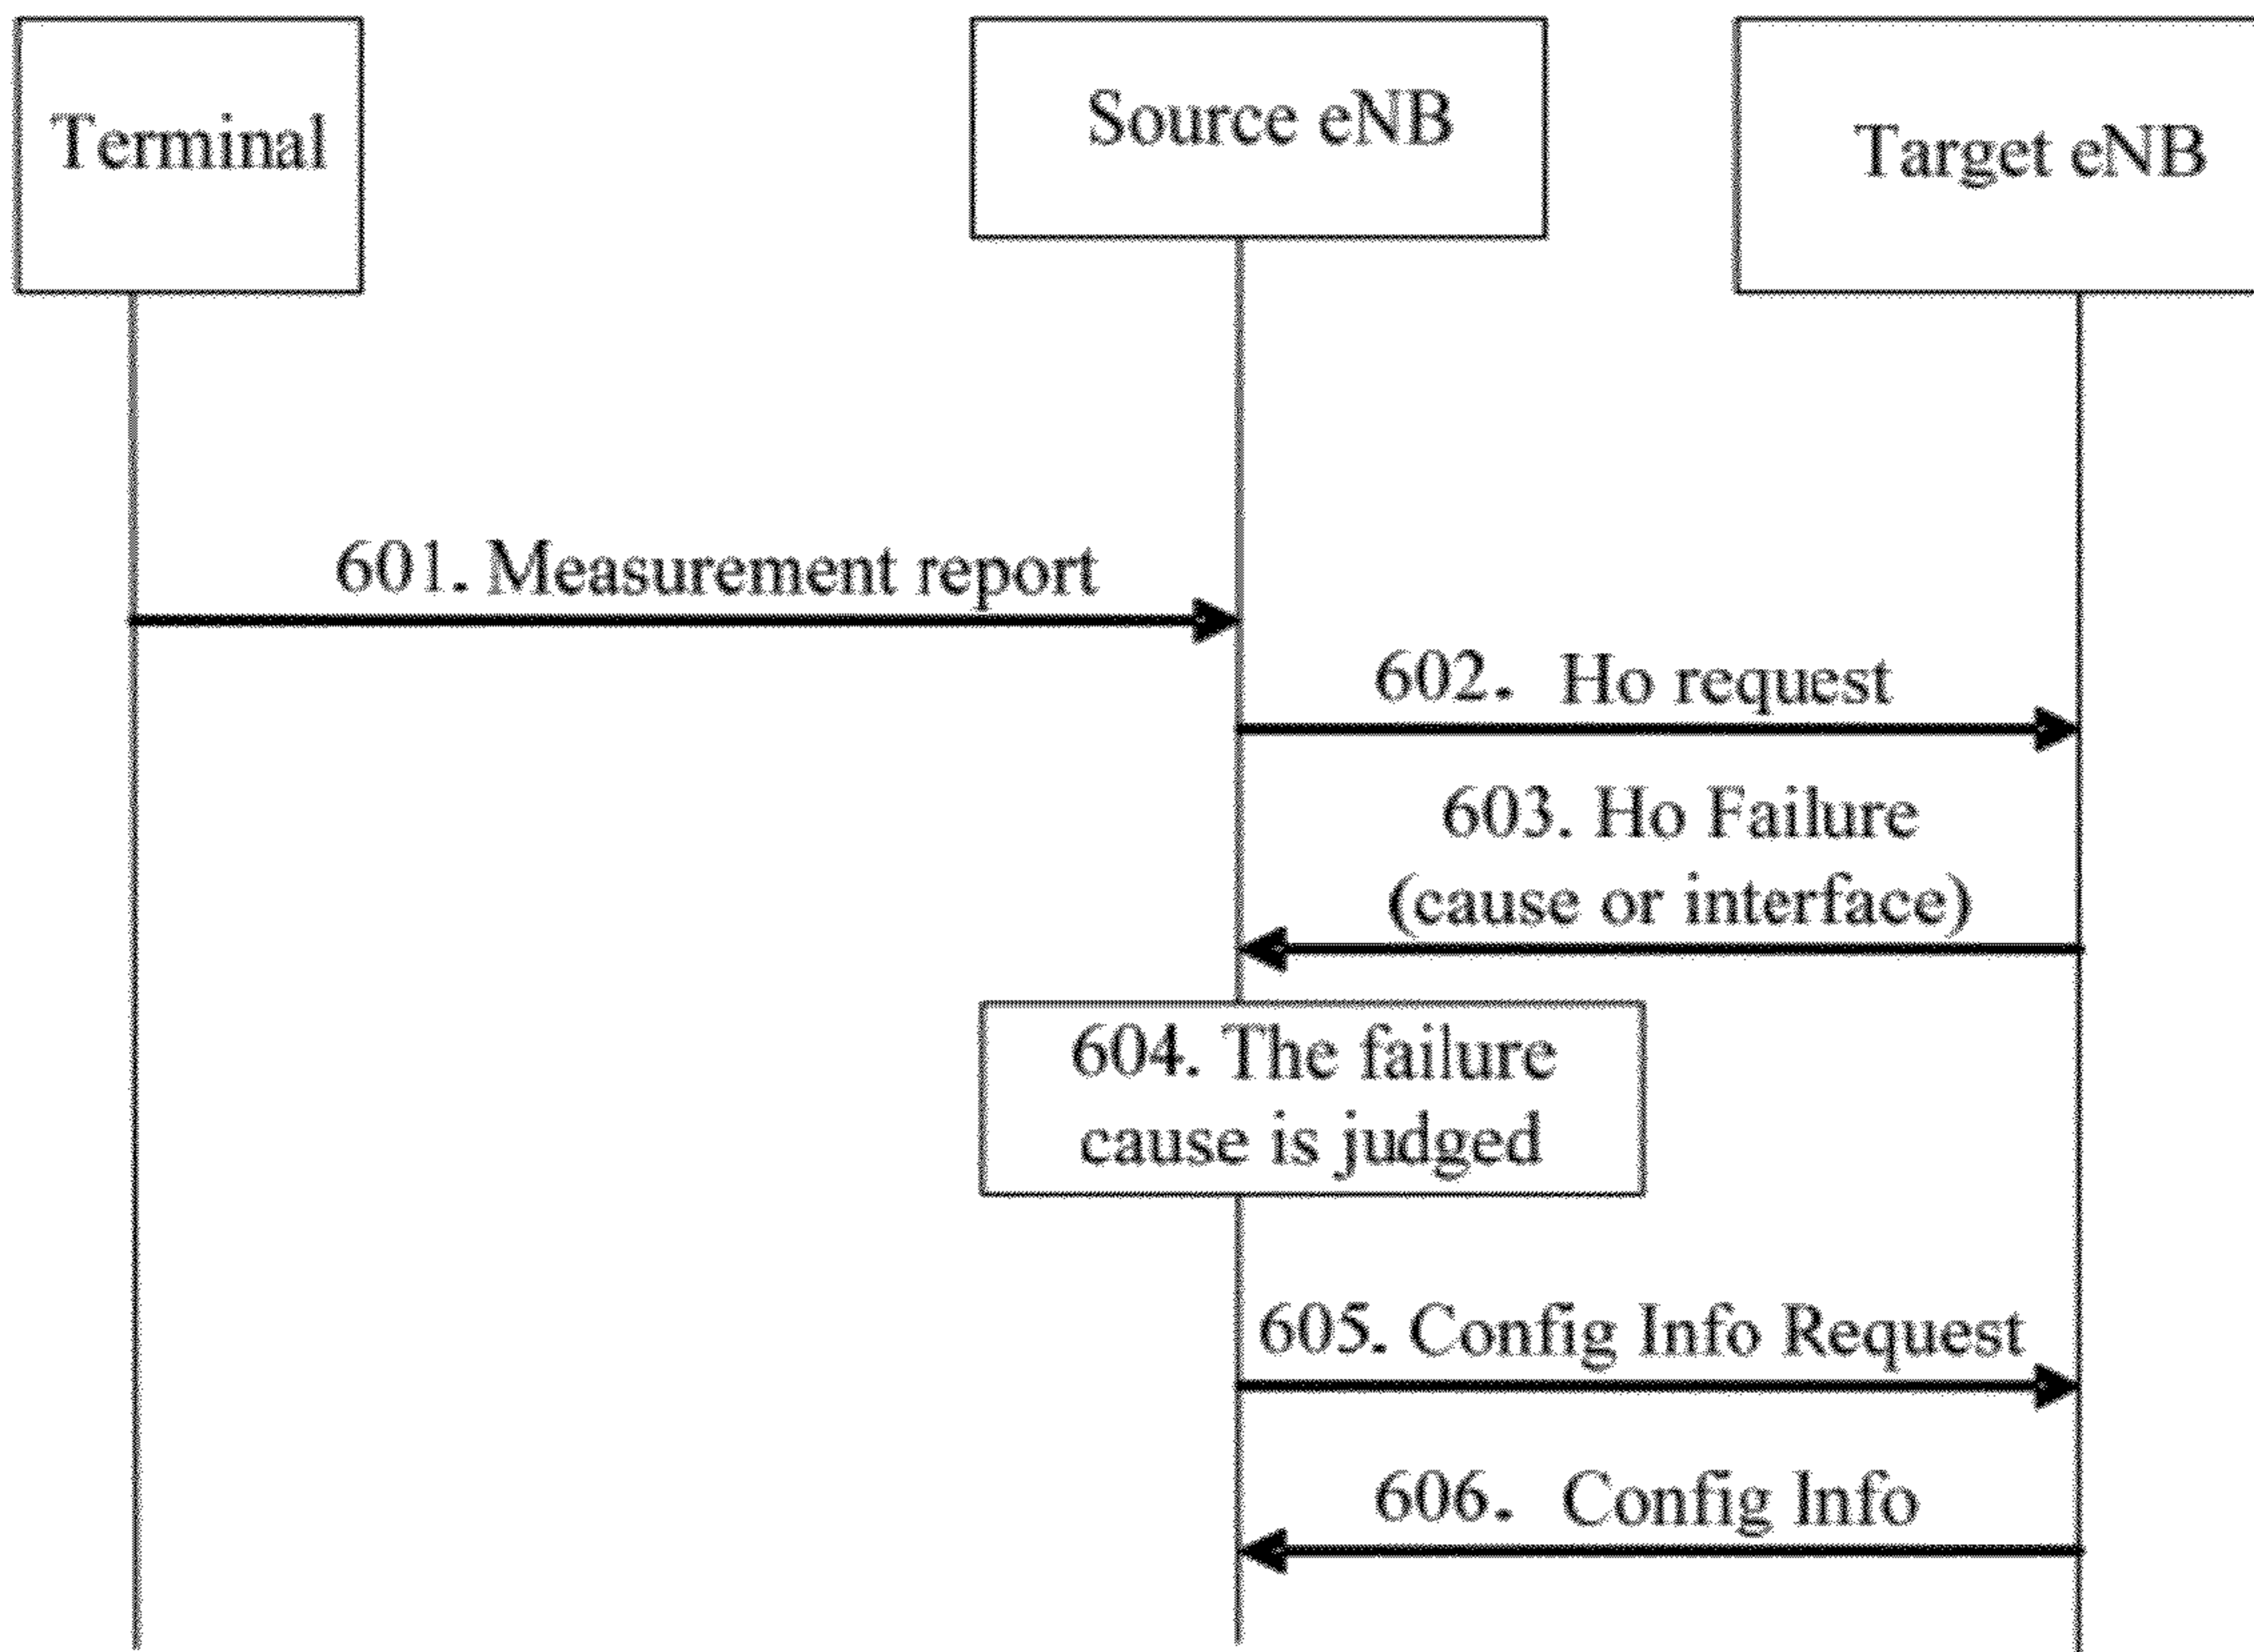 Terminal
Source eNB
Target eNB
601. Measurement report
602. Ho request
603. Ho Failure
(cause or interface)
604. The failure
cause is judged
605. Config Info Request
606. Config Info